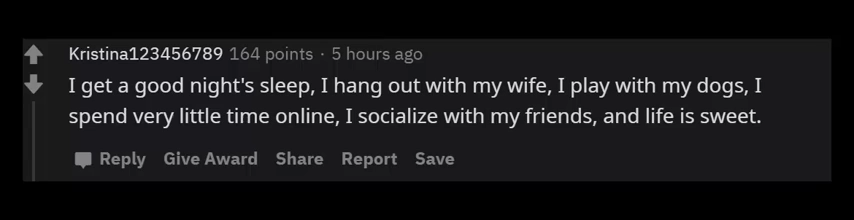 Kristina123456789 164 points · 5 hours ago
I get a good night's sleep, I hang out with my wife, I play with my dogs, I
spend very little time online, I socialize with my friends, and life is sweet.
Reply Give Award Share Report Save